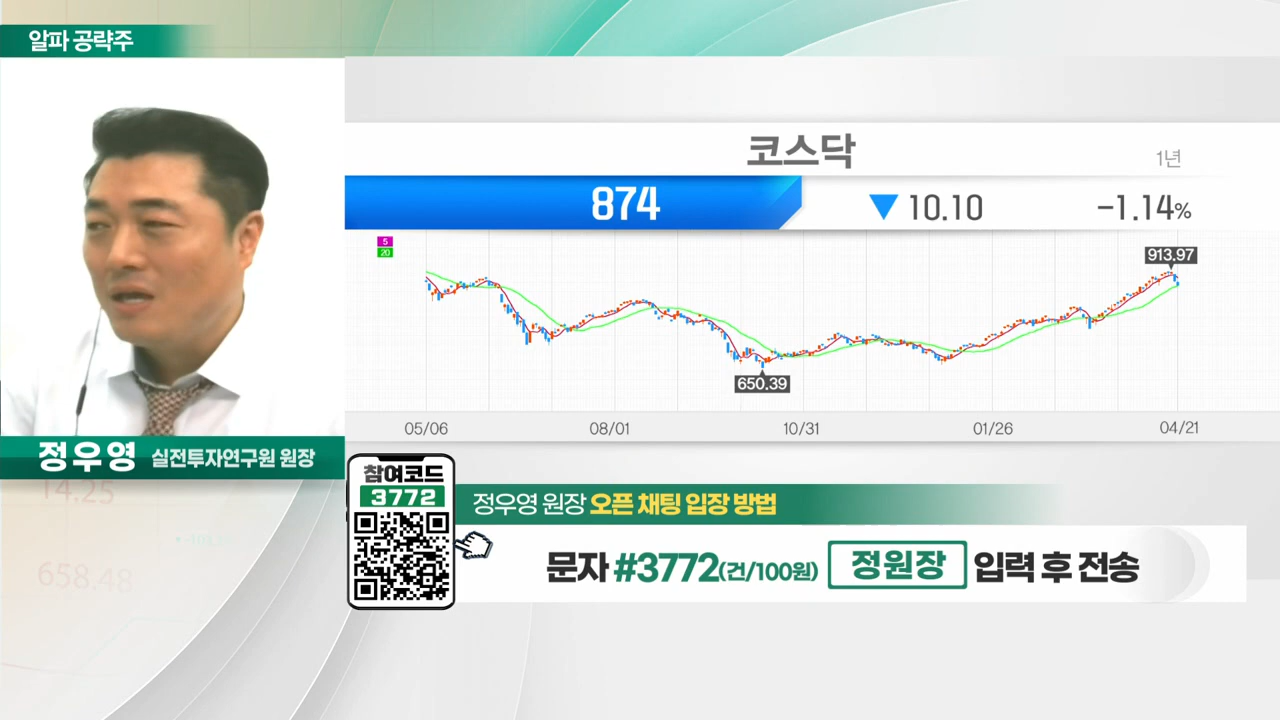 알파 공략주
코스닥
1년
874 ▼ 10.10 -1.14%
5
20
913.97
650.39
05/06 08/01 10/31 01/26 04/21
정우영 실전투자연구원 원장
14.25
658.48
참여코드
3772
정우영 원장 오픈 채팅 입장 방법
문자 #3772(건/100원) 정원장 입력 후 전송